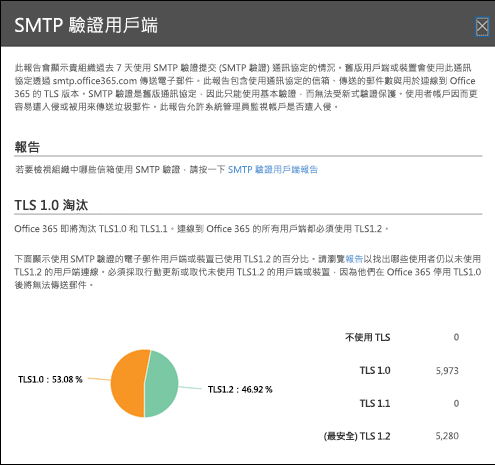 SMTP 驗證用戶端
此報告會顯示貴組織過去 7 天使用 SMTP 驗證提交 (SMTP 驗證) 通訊協定的情況。舊版用戶端或裝置會使用此通訊
協定透過 smtp.office365.com 傳送電子郵件。此報告包含使用通訊協定的信箱、傳送的郵件數與用於連線到 Office
365 的 TLS 版本。SMTP 驗證是舊版通訊協定，因此只能使用基本驗證，而無法受新式驗證保護。使用者帳戶因而更
容易遭人入侵或被用來傳送垃圾郵件。此報告允許系統管理員監視帳戶是否遭人入侵。
報告
若要檢視組織中哪些信箱使用 SMTP 驗證，請按一下 SMTP 驗證用戶端報告
TLS 1.0 淘汰
Office 365 即將淘汰 TLS1.0 和 TLS1.1。連線到 Office 365 的所有用戶端都必須使用 TLS1.2。
下圖顯示使用 SMTP 驗證的電子郵件用戶端或裝置已使用 TLS1.2 的百分比。請瀏覽報告以找出哪些使用者仍以未使用
TLS1.2 的用戶端連線。必須採取行動更新或取代未使用 TLS1.2 的用戶端或裝置，因為他們在 Office 365 停用 TLS1.0
後將無法傳送郵件。
不使用 TLS 0
TLS 1.0 5,973
TLS1.0：53.08 %
TLS1.2：46.92 %
TLS 1.1 0
(最安全) TLS 1.2 5,280